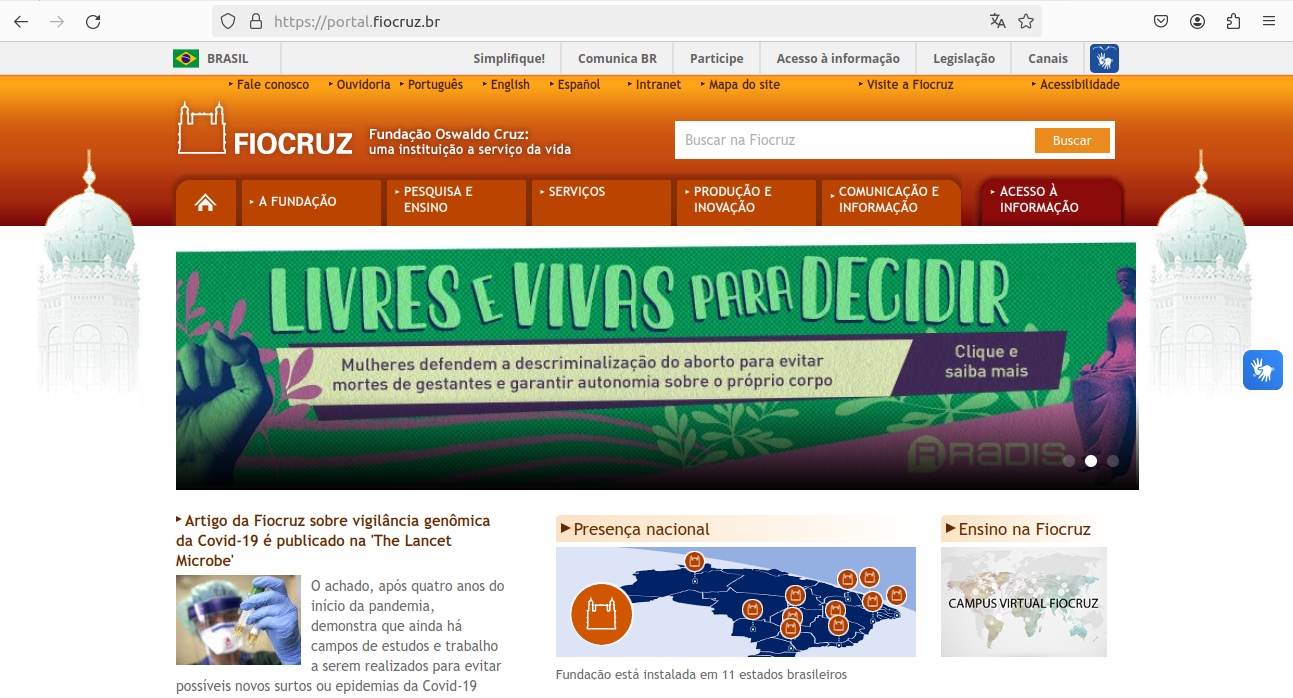 https://portal.fiocruz.br
BRASIL
Simplifique!
Comunica BR
Participe
Acesso à informação
Legislação
Canais
Fale conosco
Ouvidoria
Português
English
Español
Intranet
Mapa do site
Visite a Fiocruz
Acessibilidade
FIOCRUZ
Fundação Oswaldo Cruz:
uma instituição a serviço da vida
Buscar na Fiocruz
Buscar
A FUNDAÇÃO
PESQUISA E
ENSINO
SERVIÇOS
PRODUÇÃO E
INOVAÇÃO
COMUNICAÇÃO E
INFORMAÇÃO
ACESSO À
INFORMAÇÃO
LIVRES E VIVAS PARA DECIDIR
Mulheres defendem a descriminalização do aborto para evitar
mortes de gestantes e garantir autonomia sobre o próprio corpo
Clique e
saiba mais
RADIS
Artigo da Fiocruz sobre vigilância genômica
da Covid-19 é publicado na 'The Lancet
Microbe'
O achado, após quatro anos do
início da pandemia,
demonstra que ainda há
campos de estudos e trabalho
a serem realizados para evitar
possíveis novos surtos ou epidemias da Covid-19
Presença nacional
Fundação está instalada em 11 estados brasileiros
Ensino na Fiocruz
CAMPUS VIRTUAL FIOCRUZ